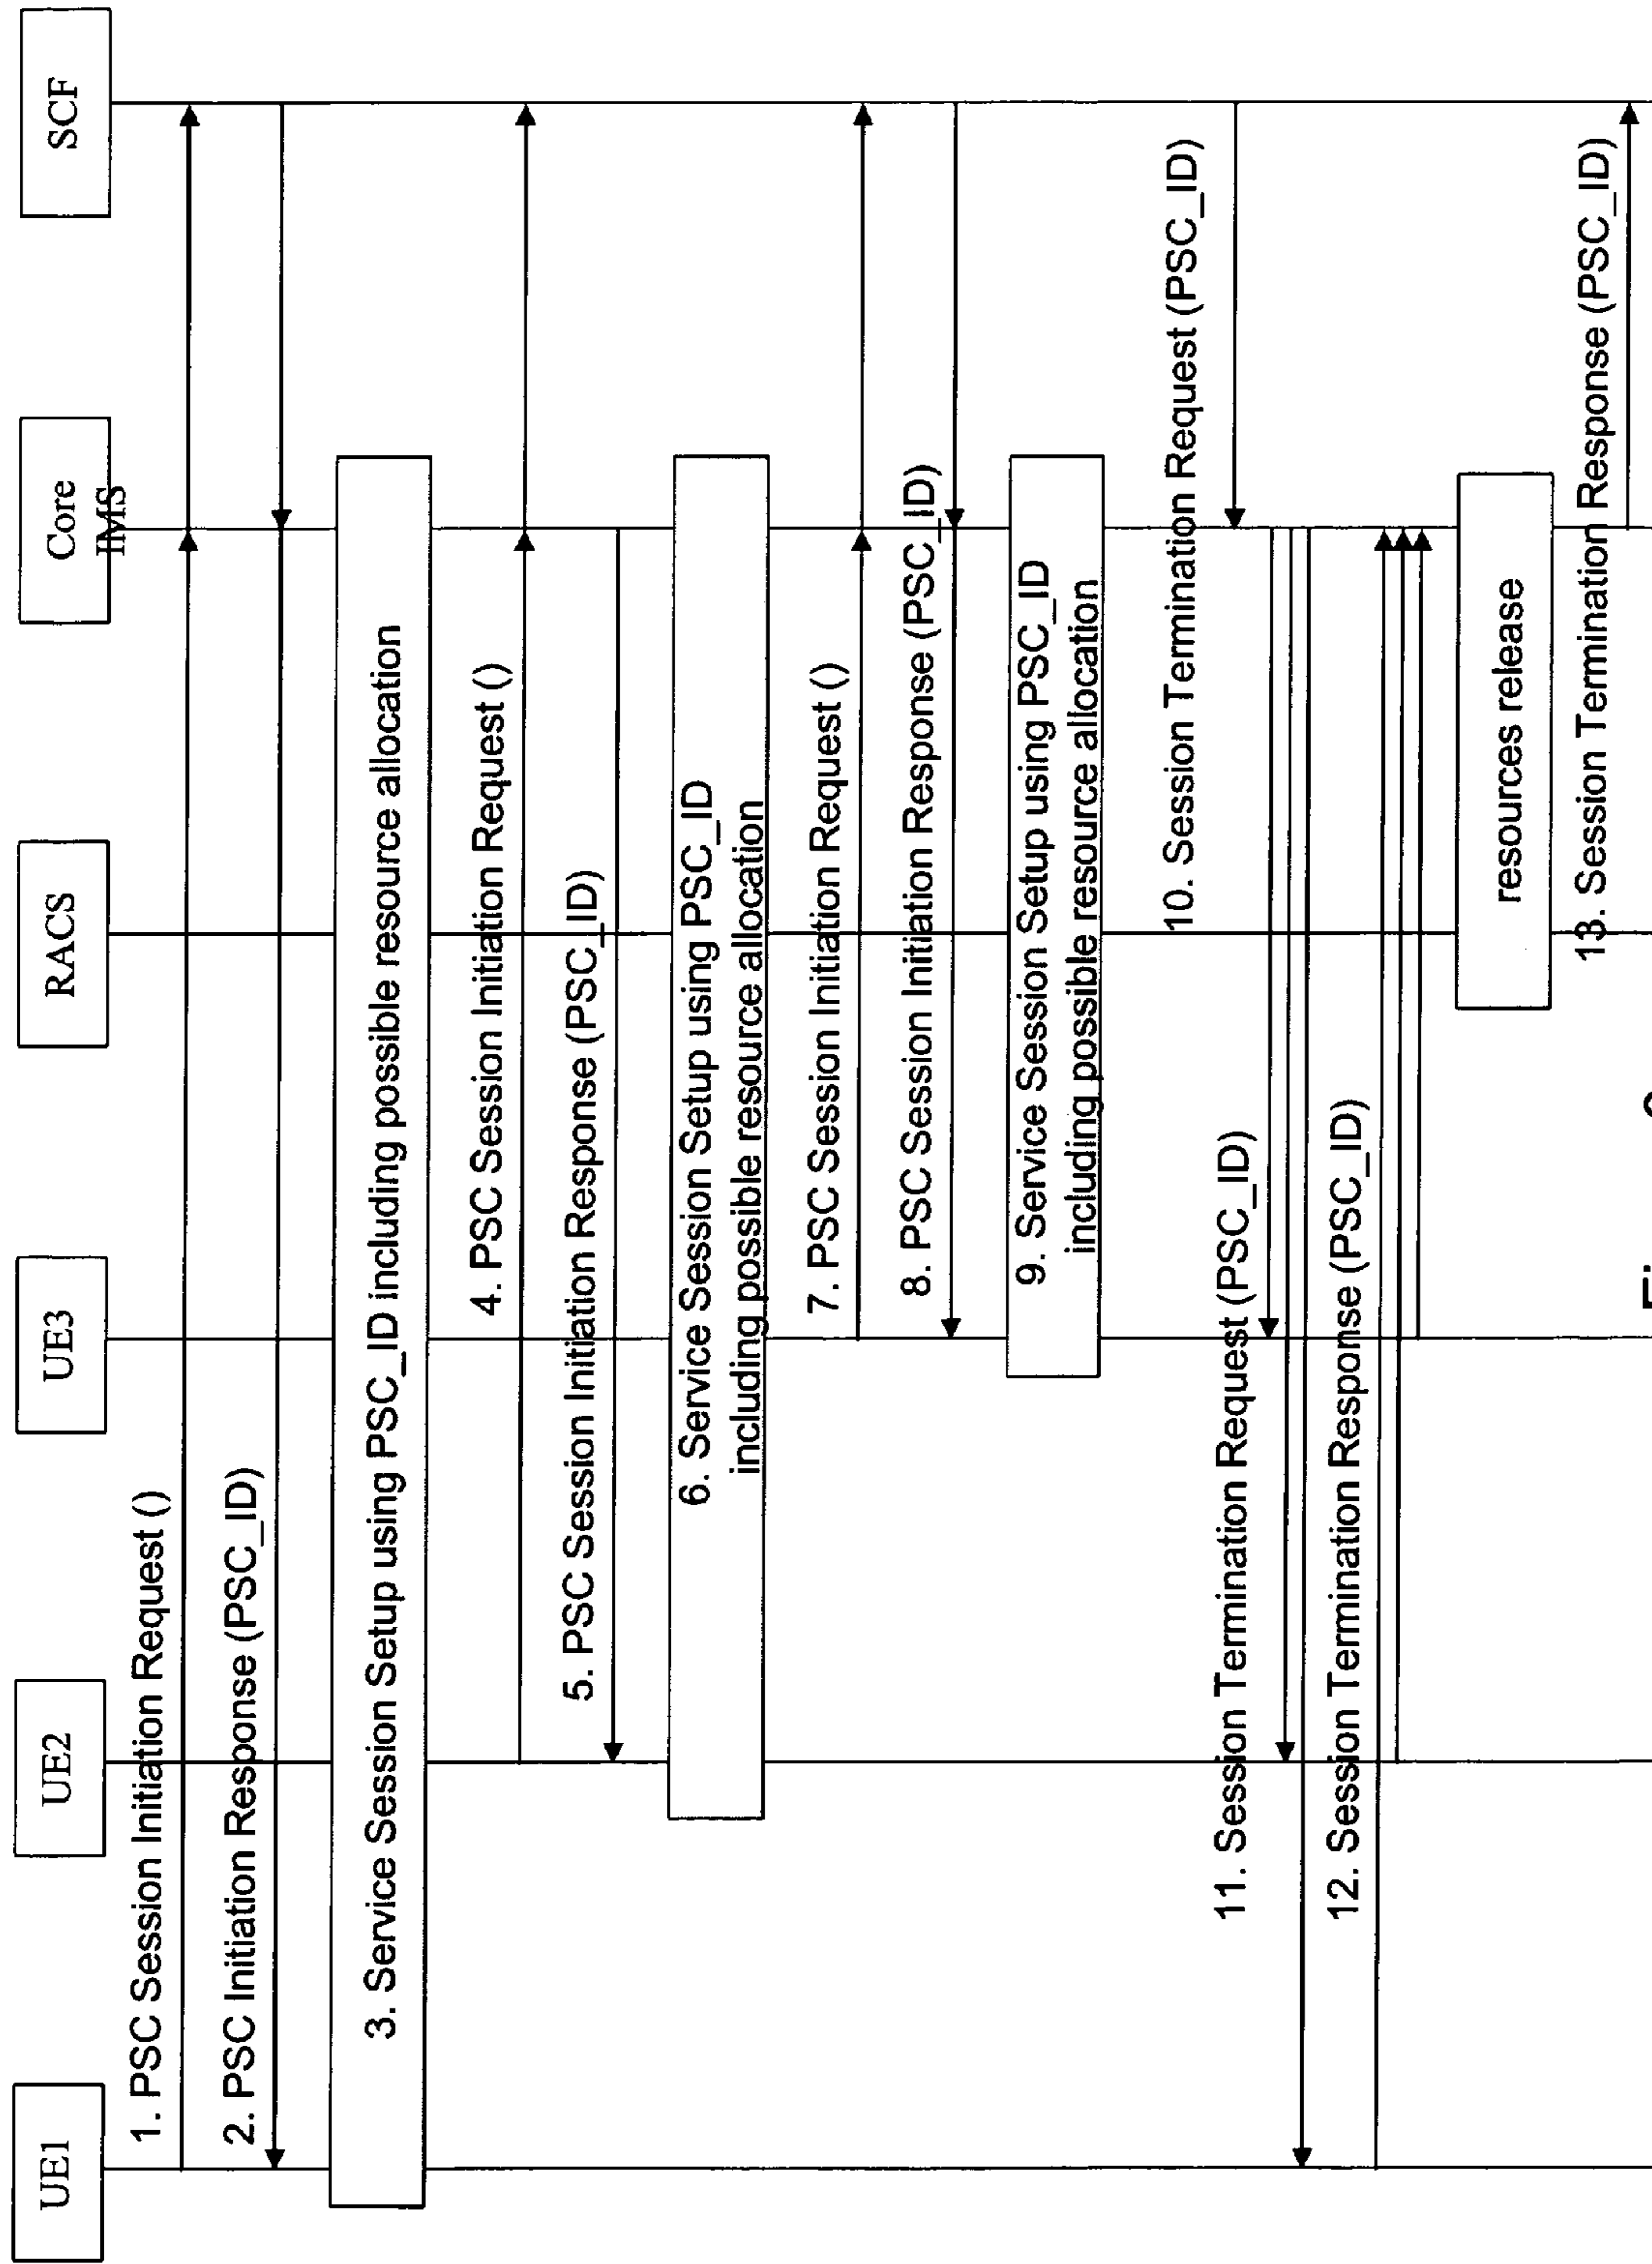 UE1
UE2
UE3
RACS
Core
IMS
SCF
1. PSC Session Initiation Request ()
2. PSC Initiation Response (PSC_ID)
3. Service Session Setup using PSC_ID including possible resource allocation
4. PSC Session Initiation Request ()
5. PSC Session Initiation Response (PSC_ID)
6. Service Session Setup using PSC_ID
including possible resource allocation
7. PSC Session Initiation Request ()
8. PSC Session Initiation Response (PSC_ID)
9. Service Session Setup using PSC_ID
including possible resource allocation
10. Session Termination Request (PSC_ID)
11. Session Termination Request (PSC_ID)
12. Session Termination Response (PSC_ID)
resources release
13. Session Termination Response (PSC_ID)